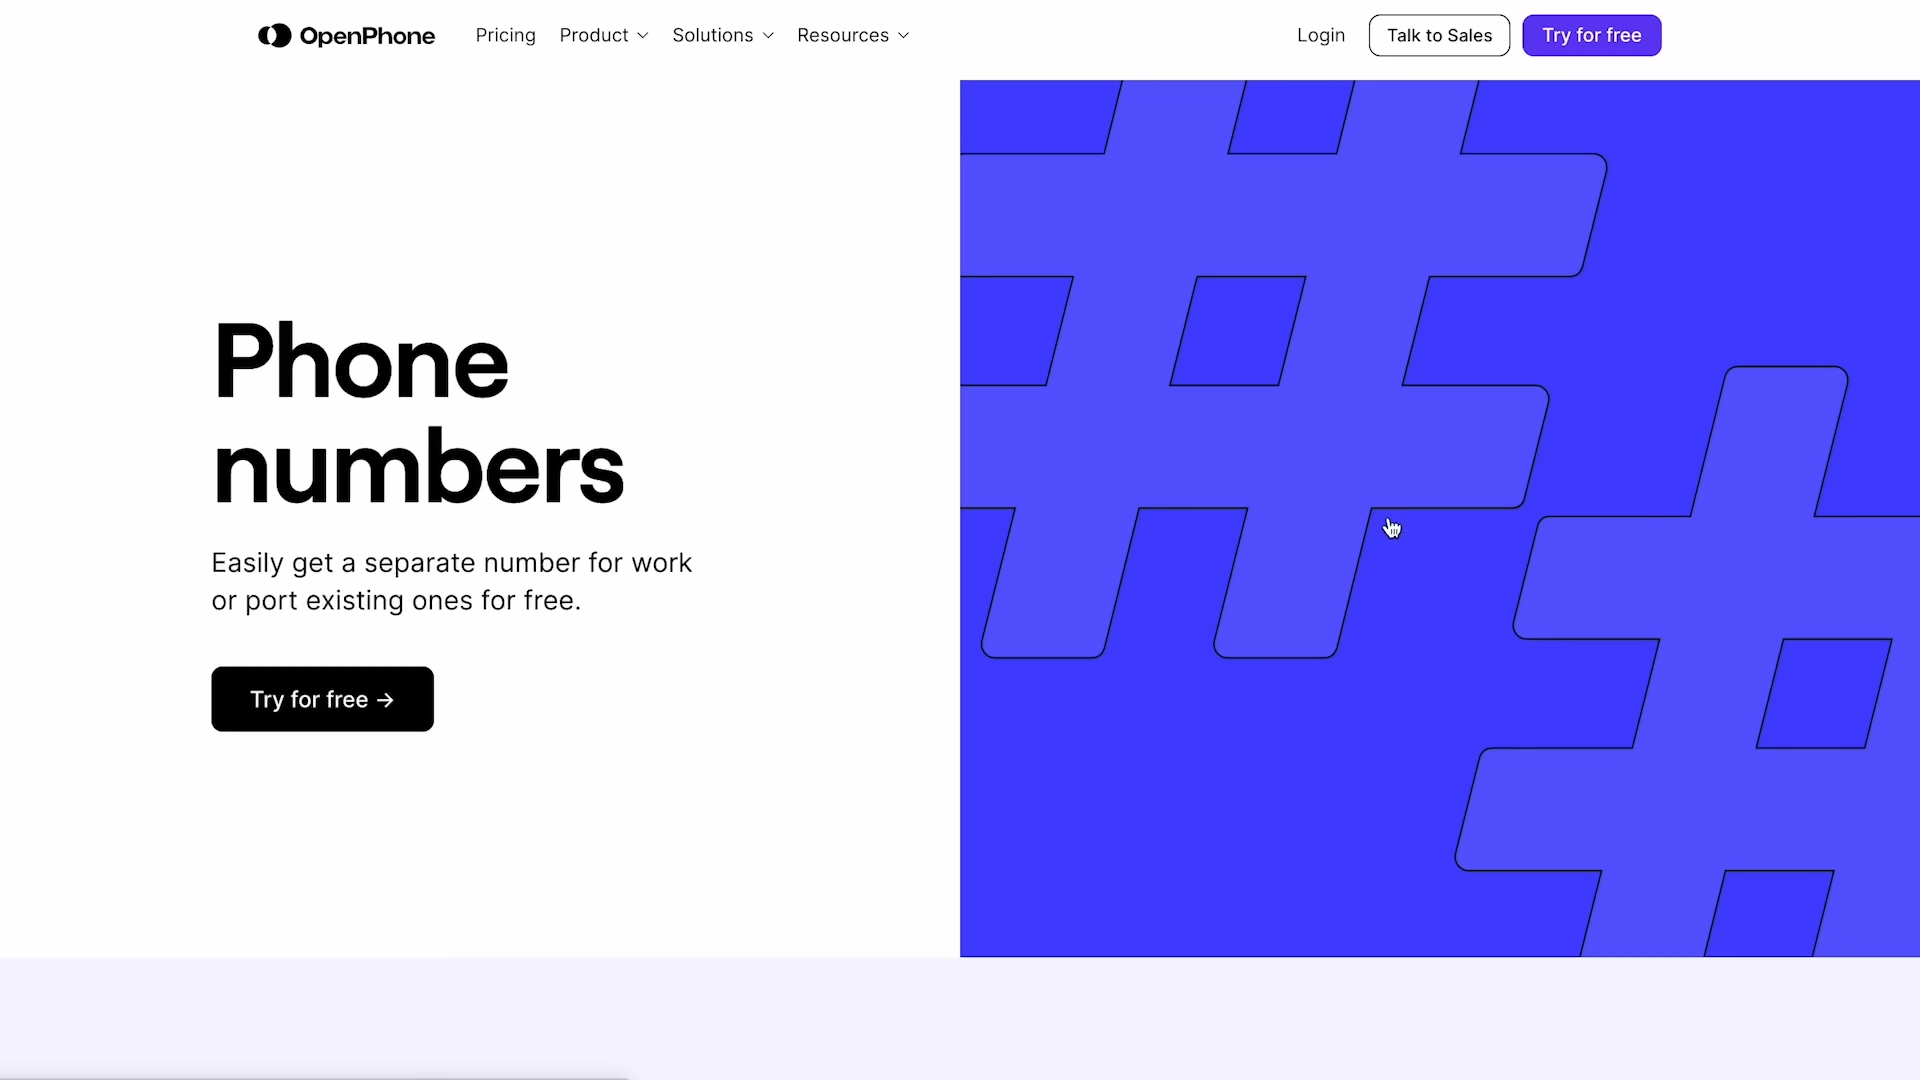 OpenPhone
Pricing
Product
Solutions
Resources
Login
Talk to Sales
Try for free
Phone
numbers
Easily get a separate number for work
or port existing ones for free.
Try for free →